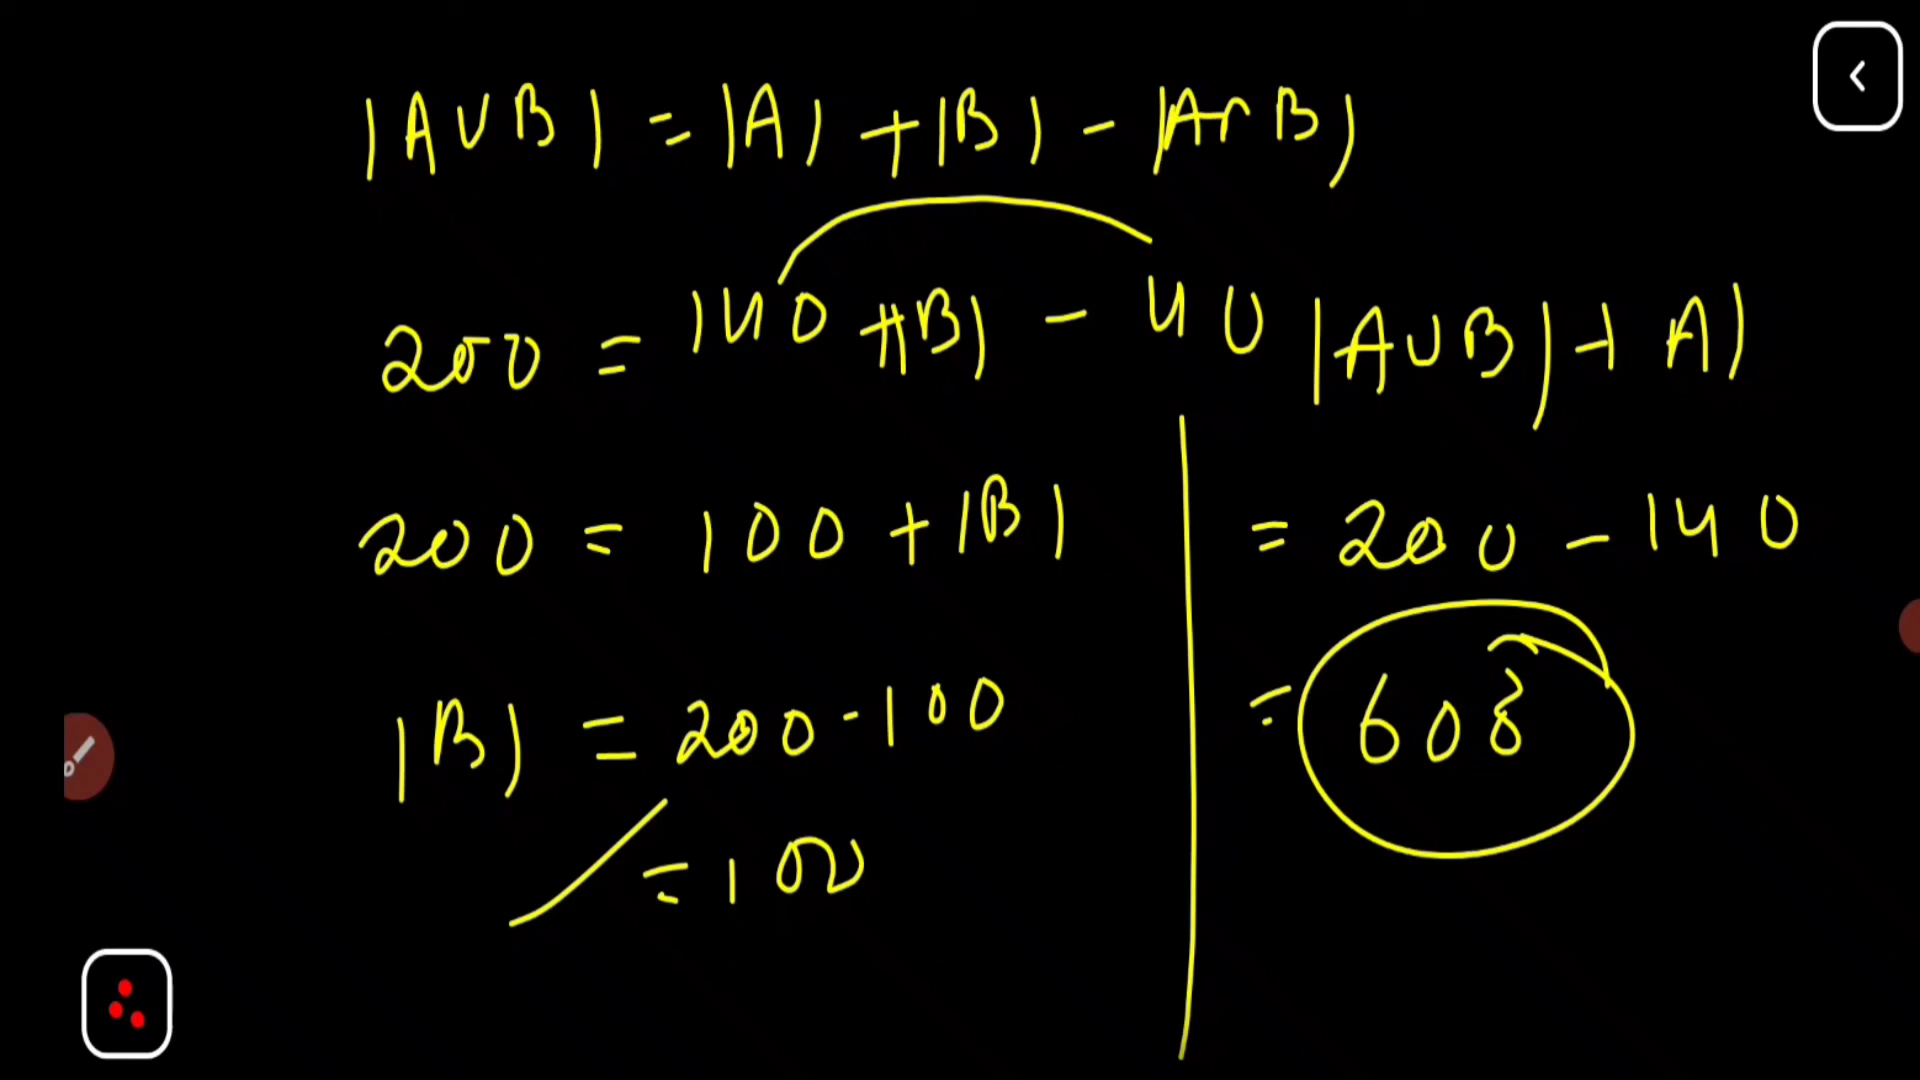 |A∪B| = |A| + |B| - |A∩B|
200 = 140 + |B| - 40
200 = 100 + |B|
|B| = 200 - 100
= 100
|A∪B| - |A|
= 200 - 140
= 60